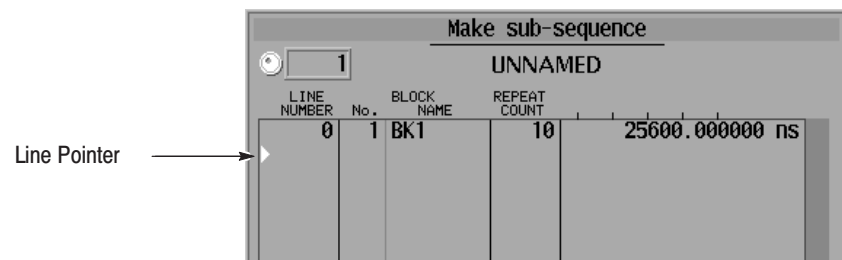 Make sub-sequence
1 UNNAMED
LINE NUMBER No. BLOCK NAME REPEAT COUNT
0 1 BK1 10 25600.000000 ns
Line Pointer